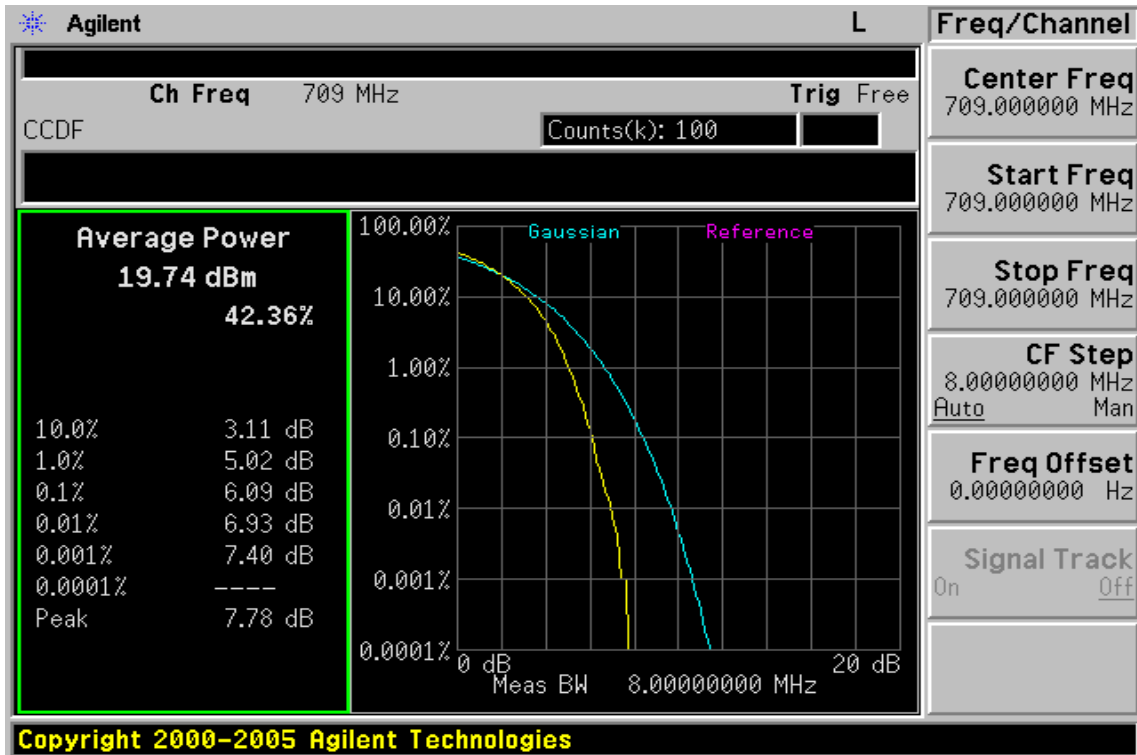 Agilent L
Ch Freq 709 MHz Trig Free
CCDF Counts(k): 100
Average Power
19.74 dBm
42.36%
10.0% 3.11 dB
1.0% 5.02 dB
0.1% 6.09 dB
0.01% 6.93 dB
0.001% 7.40 dB
0.0001% ----
Peak 7.78 dB
Gaussian Reference
100.00%
10.00%
1.00%
0.10%
0.01%
0.001%
0.0001%
0 dB 20 dB
Meas BW 8.00000000 MHz
Freq/Channel
Center Freq
709.000000 MHz
Start Freq
709.000000 MHz
Stop Freq
709.000000 MHz
CF Step
8.00000000 MHz
Auto Man
Freq Offset
0.00000000 Hz
Signal Track
On Off
Copyright 2000-2005 Agilent Technologies